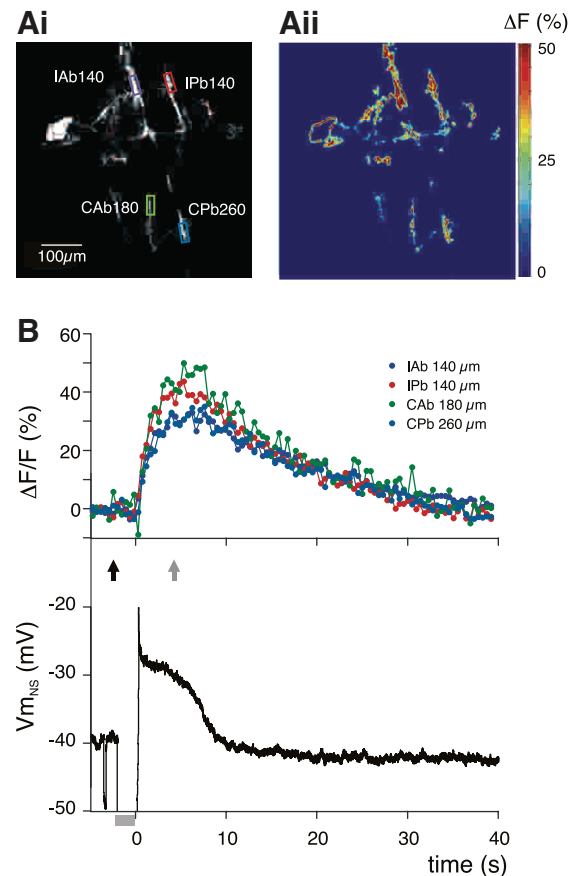 Ai
Aii
ΔF (%)
IAb140
IPb140
CAb180
CPb260
100μm
50
25
0
B
60
40
20
0
ΔF/F (%)
IAb 140 μm
IPb 140 μm
CAb 180 μm
CPb 260 μm
-20
-30
-40
-50
VmNS (mV)
0
10
20
30
40
time (s)